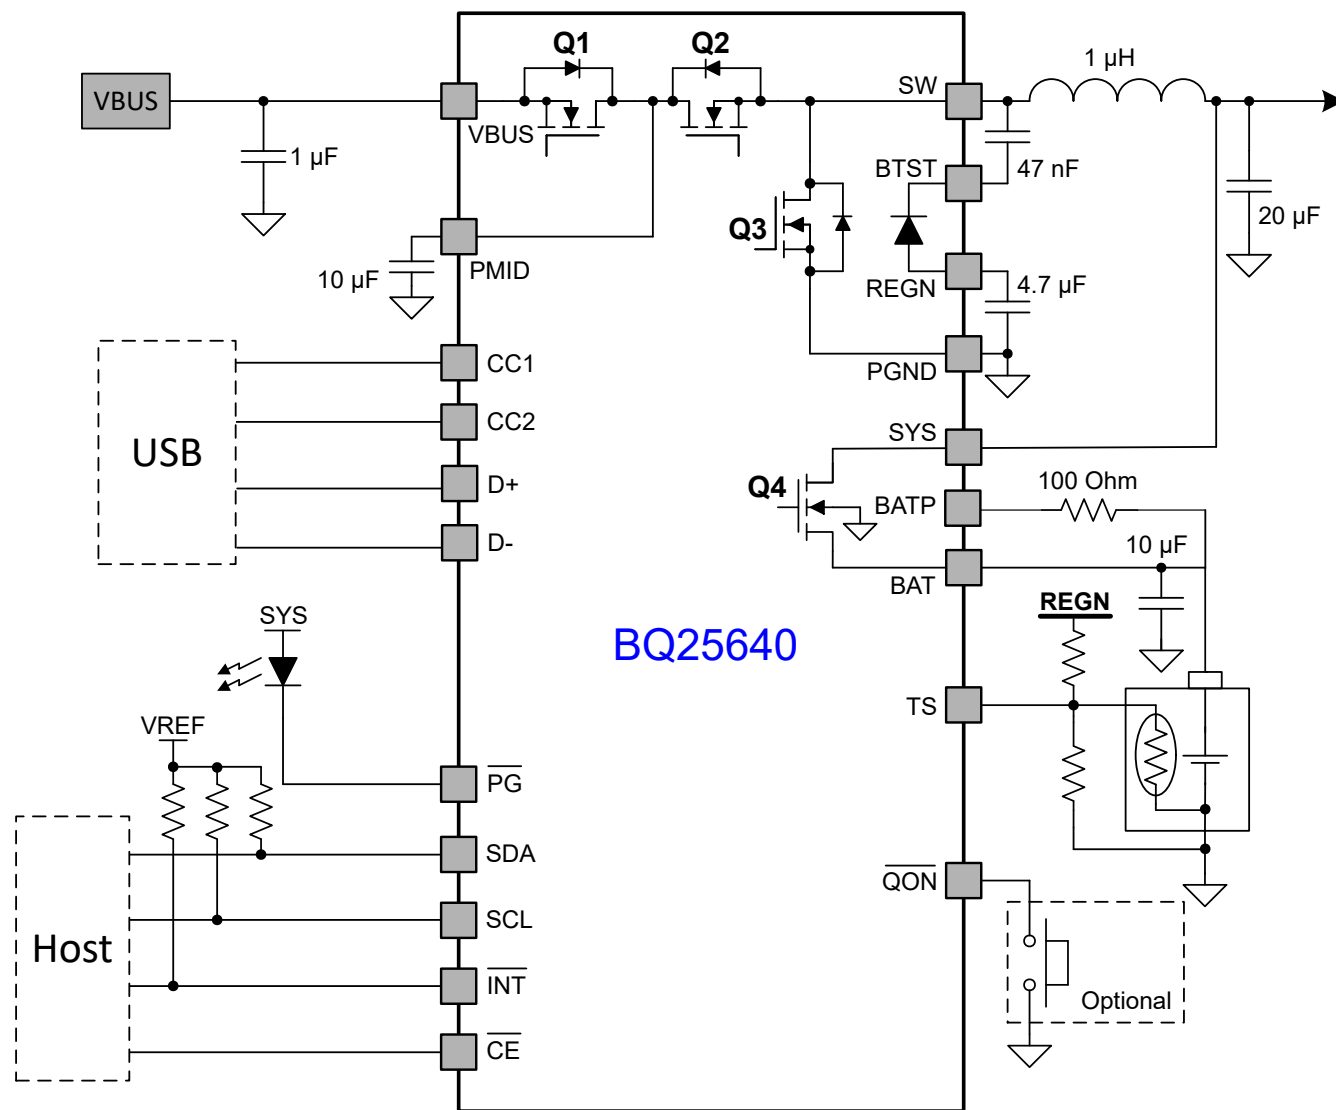 Q1
Q2
1 µH
VBUS
SW
VBUS
1 µF
BTST
47 nF
Q3
20 µF
10 µF
PMID
REGN
4.7 µF
PGND
CC1
CC2
SYS
USB
Q4
100 Ohm
D+
BATP
D-
10 µF
BAT
REGN
SYS
BQ25640
TS
VREF
PG
SDA
QON
SCL
Host
INT
Optional
CE